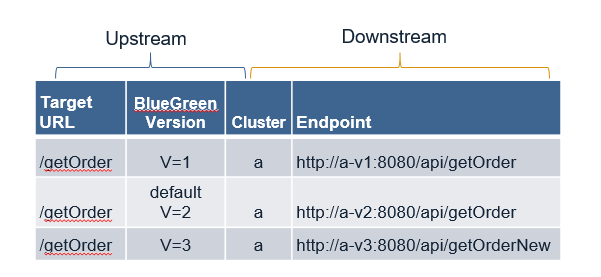 Upstream
Downstream
Target URL BlueGreen Version Cluster Endpoint
/getOrder V=1 a http://a-v1:8080/api/getOrder
/getOrder default V=2 a http://a-v2:8080/api/getOrder
/getOrder V=3 a http://a-v3:8080/api/getOrderNew